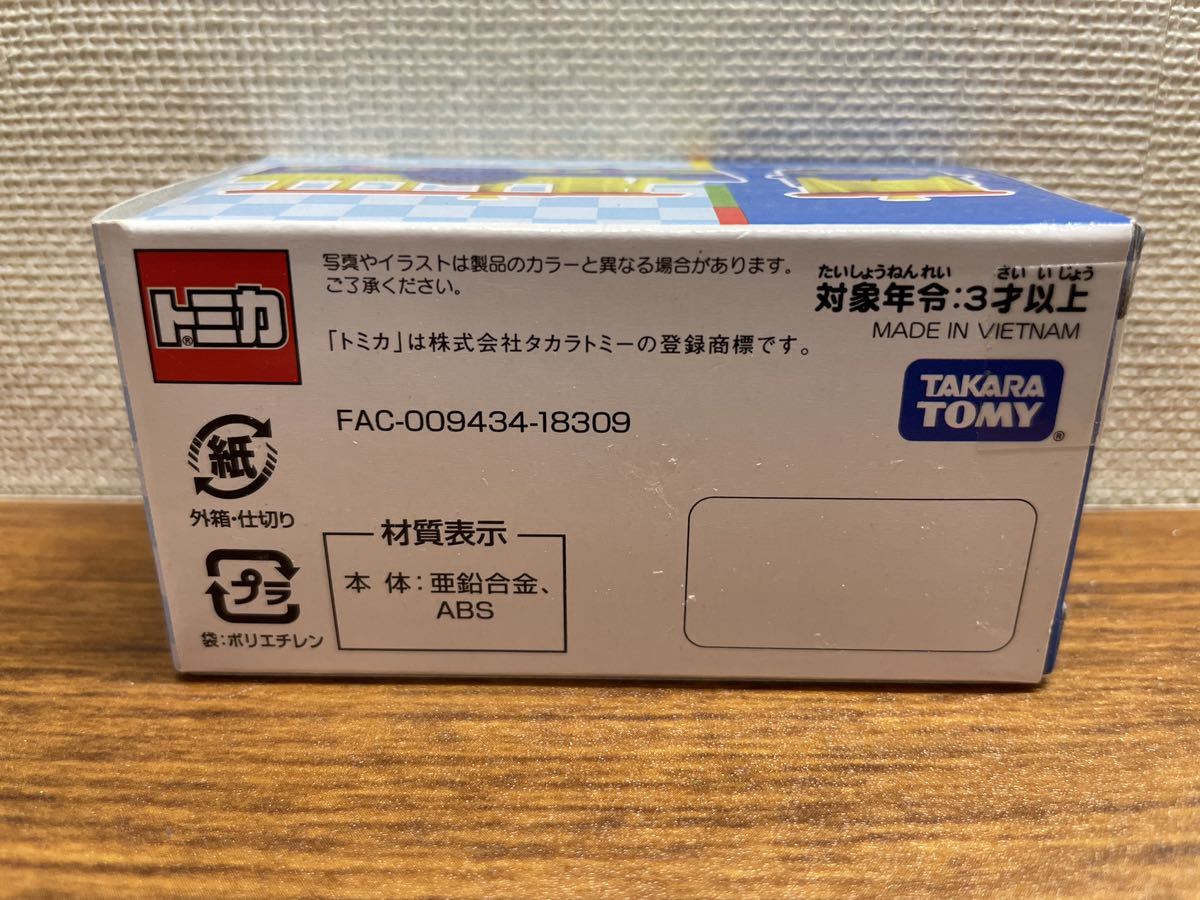 トミカ®
写真やイラストは製品のカラーと異なる場合があります。
ご了承ください。
「トミカ」は株式会社タカラトミーの登録商標です。
たいしょうねんれい さい いじょう
対象年令:3才以上
MADE IN VIETNAM
TAKARA
TOMY®
FAC-009434-18309
紙
外箱・仕切り
プラ
袋:ポリエチレン
材質表示
本 体:亜鉛合金、
ABS